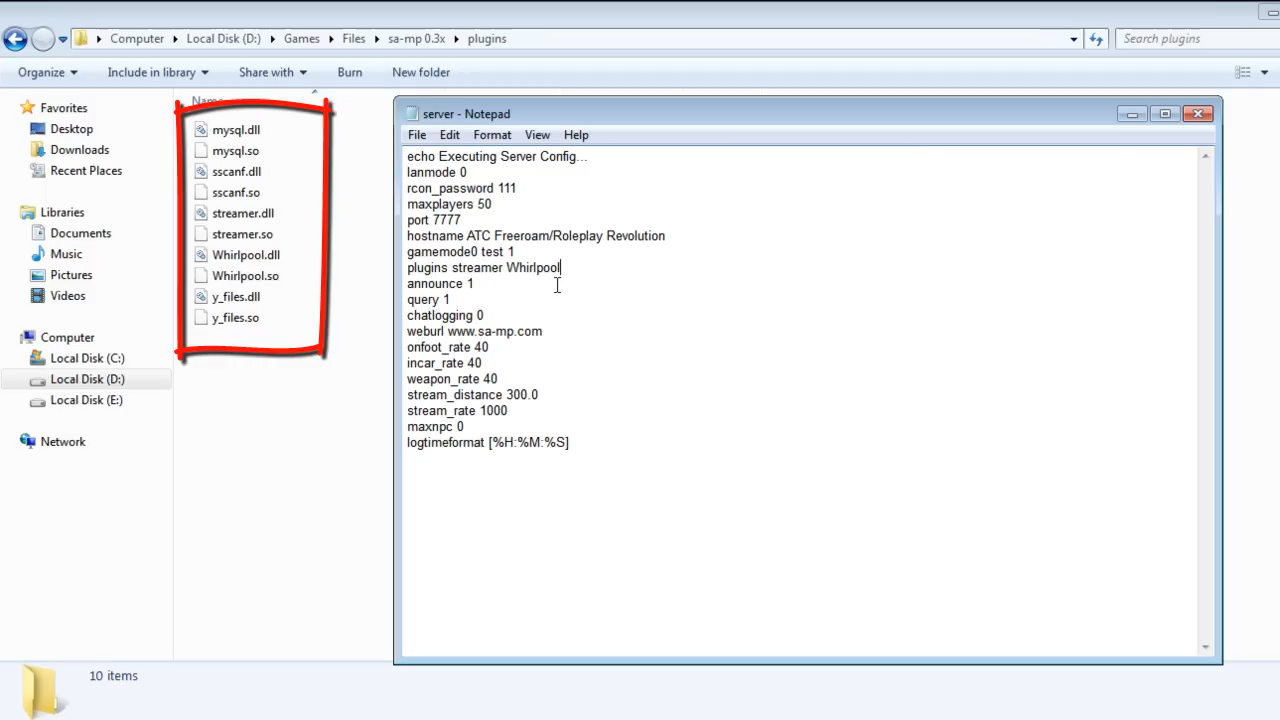 Computer
Local Disk (D:)
Games
Files
sa-mp 0.3x
plugins
Search plugins
Organize
Include in library
Share with
Burn
New folder
Favorites
Desktop
Downloads
Recent Places
Libraries
Documents
Music
Pictures
Videos
Computer
Local Disk (C:)
Local Disk (D:)
Local Disk (E:)
Network
Name
mysql.dll
mysql.so
sscanf.dll
sscanf.so
streamer.dll
streamer.so
Whirlpool.dll
Whirlpool.so
y_files.dll
y_files.so
server - Notepad
File Edit Format View Help
echo Executing Server Config...
lanmode 0
rcon_password 111
maxplayers 50
port 7777
hostname ATC Freeroam/Roleplay Revolution
gamemode0 test 1
plugins streamer Whirlpool
announce 1
query 1
chatlogging 0
weburl www.sa-mp.com
onfoot_rate 40
incar_rate 40
weapon_rate 40
stream_distance 300.0
stream_rate 1000
maxnpc 0
logtimeformat [%H:%M:%S]
10 items